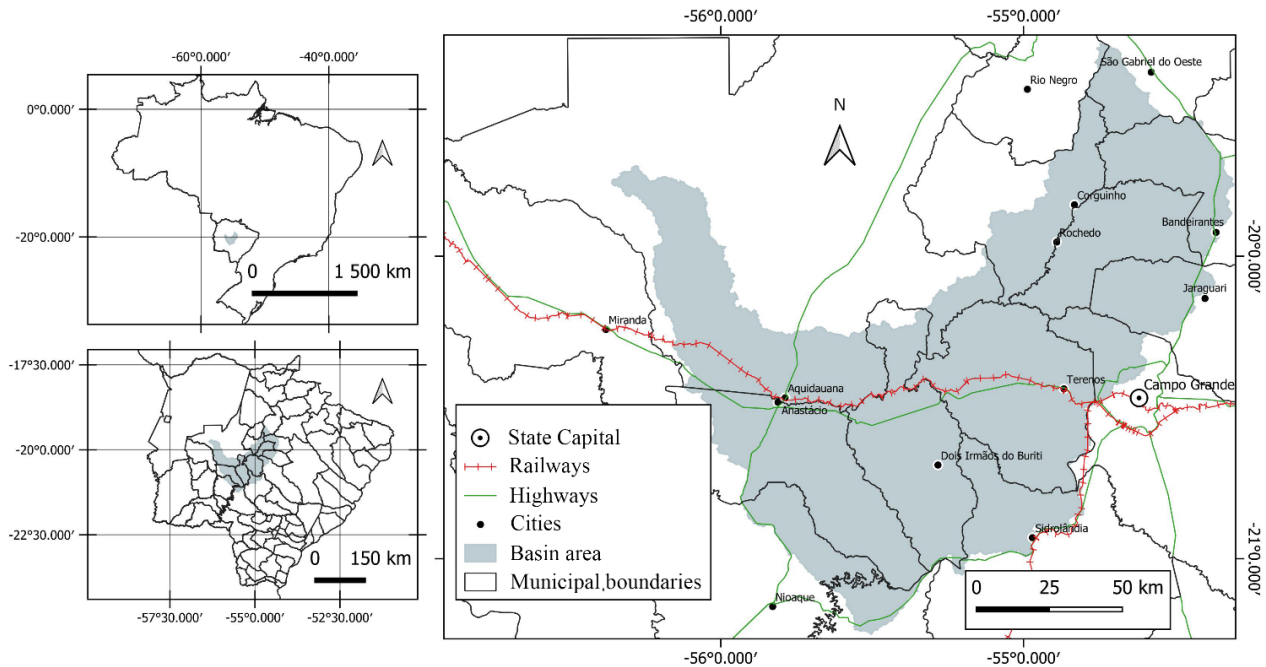 -60°0.000′ -40°0.000′
0°0.000′
-20°0.000′
0 1 500 km
-17°30.000′
-20°0.000′
-22°30.000′
0 150 km
-57°30.000′ -55°0.000′ -52°30.000′
-56°0.000′ -55°0.000′
São Gabriel do Oeste
Rio Negro
N
Corguinho
Bandeirantes
Rochedo
-20°0.000′
Jaraguari
Miranda
Terenos
Aquidauana
Campo Grande
Anastácio
Dois Irmãos do Buriti
Sidrolândia
Nioaque
-21°0.000′
State Capital
Railways
Highways
Cities
Basin area
Municipal boundaries
0 25 50 km
-56°0.000′ -55°0.000′